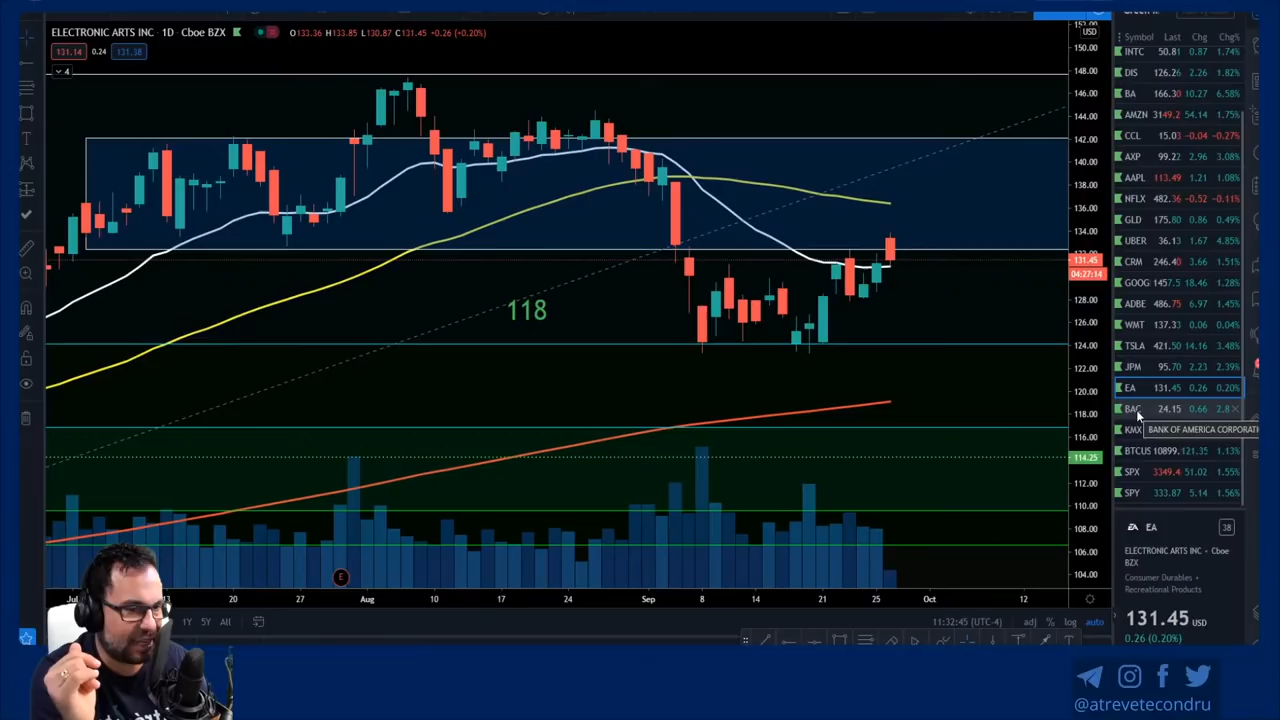 ELECTRONIC ARTS INC · 1D · Cboe BZX O133.36 H133.85 L130.87 C131.45 +0.26 (+0.20%)
131.14 0.24 131.38
4
USD
150.00
148.00
146.00
144.00
142.00
140.00
138.00
136.00
134.00
131.45
04:27:14
128.00
126.00
124.00
122.00
120.00
118.00
116.00
114.25
112.00
110.00
108.00
106.00
104.00
118
E
Jul 13 20 27 Aug 10 17 24 Sep 8 14 21 25 Oct 12
1Y 5Y All
11:32:45 (UTC-4) adj % log auto
Symbol Last Chg Chg%
INTC 50.81 0.87 1.74%
DIS 126.26 2.26 1.82%
BA 166.30 10.27 6.58%
AMZN 3149.2 54.14 1.75%
CCL 15.03 -0.04 -0.27%
AXP 99.22 2.96 3.08%
AAPL 113.49 1.21 1.08%
NFLX 482.36 -0.52 -0.11%
GLD 175.80 0.86 0.49%
UBER 36.13 1.67 4.85%
CRM 246.40 3.66 1.51%
GOOG 1457.5 18.46 1.28%
ADBE 486.75 6.97 1.45%
WMT 137.33 0.06 0.04%
TSLA 421.50 14.16 3.48%
JPM 95.70 2.23 2.39%
EA 131.45 0.26 0.20%
BAC 24.15 0.66 2.8
KMX BANK OF AMERICA CORPORATI
BTCUS 10899. 121.35 1.13%
SPX 3349.4 51.02 1.55%
SPY 333.87 5.14 1.56%
EA EA 38
ELECTRONIC ARTS INC · Cboe
BZX
Consumer Durables ·
Recreational Products
131.45 USD
0.26 (0.20%)
@atrevetecondru